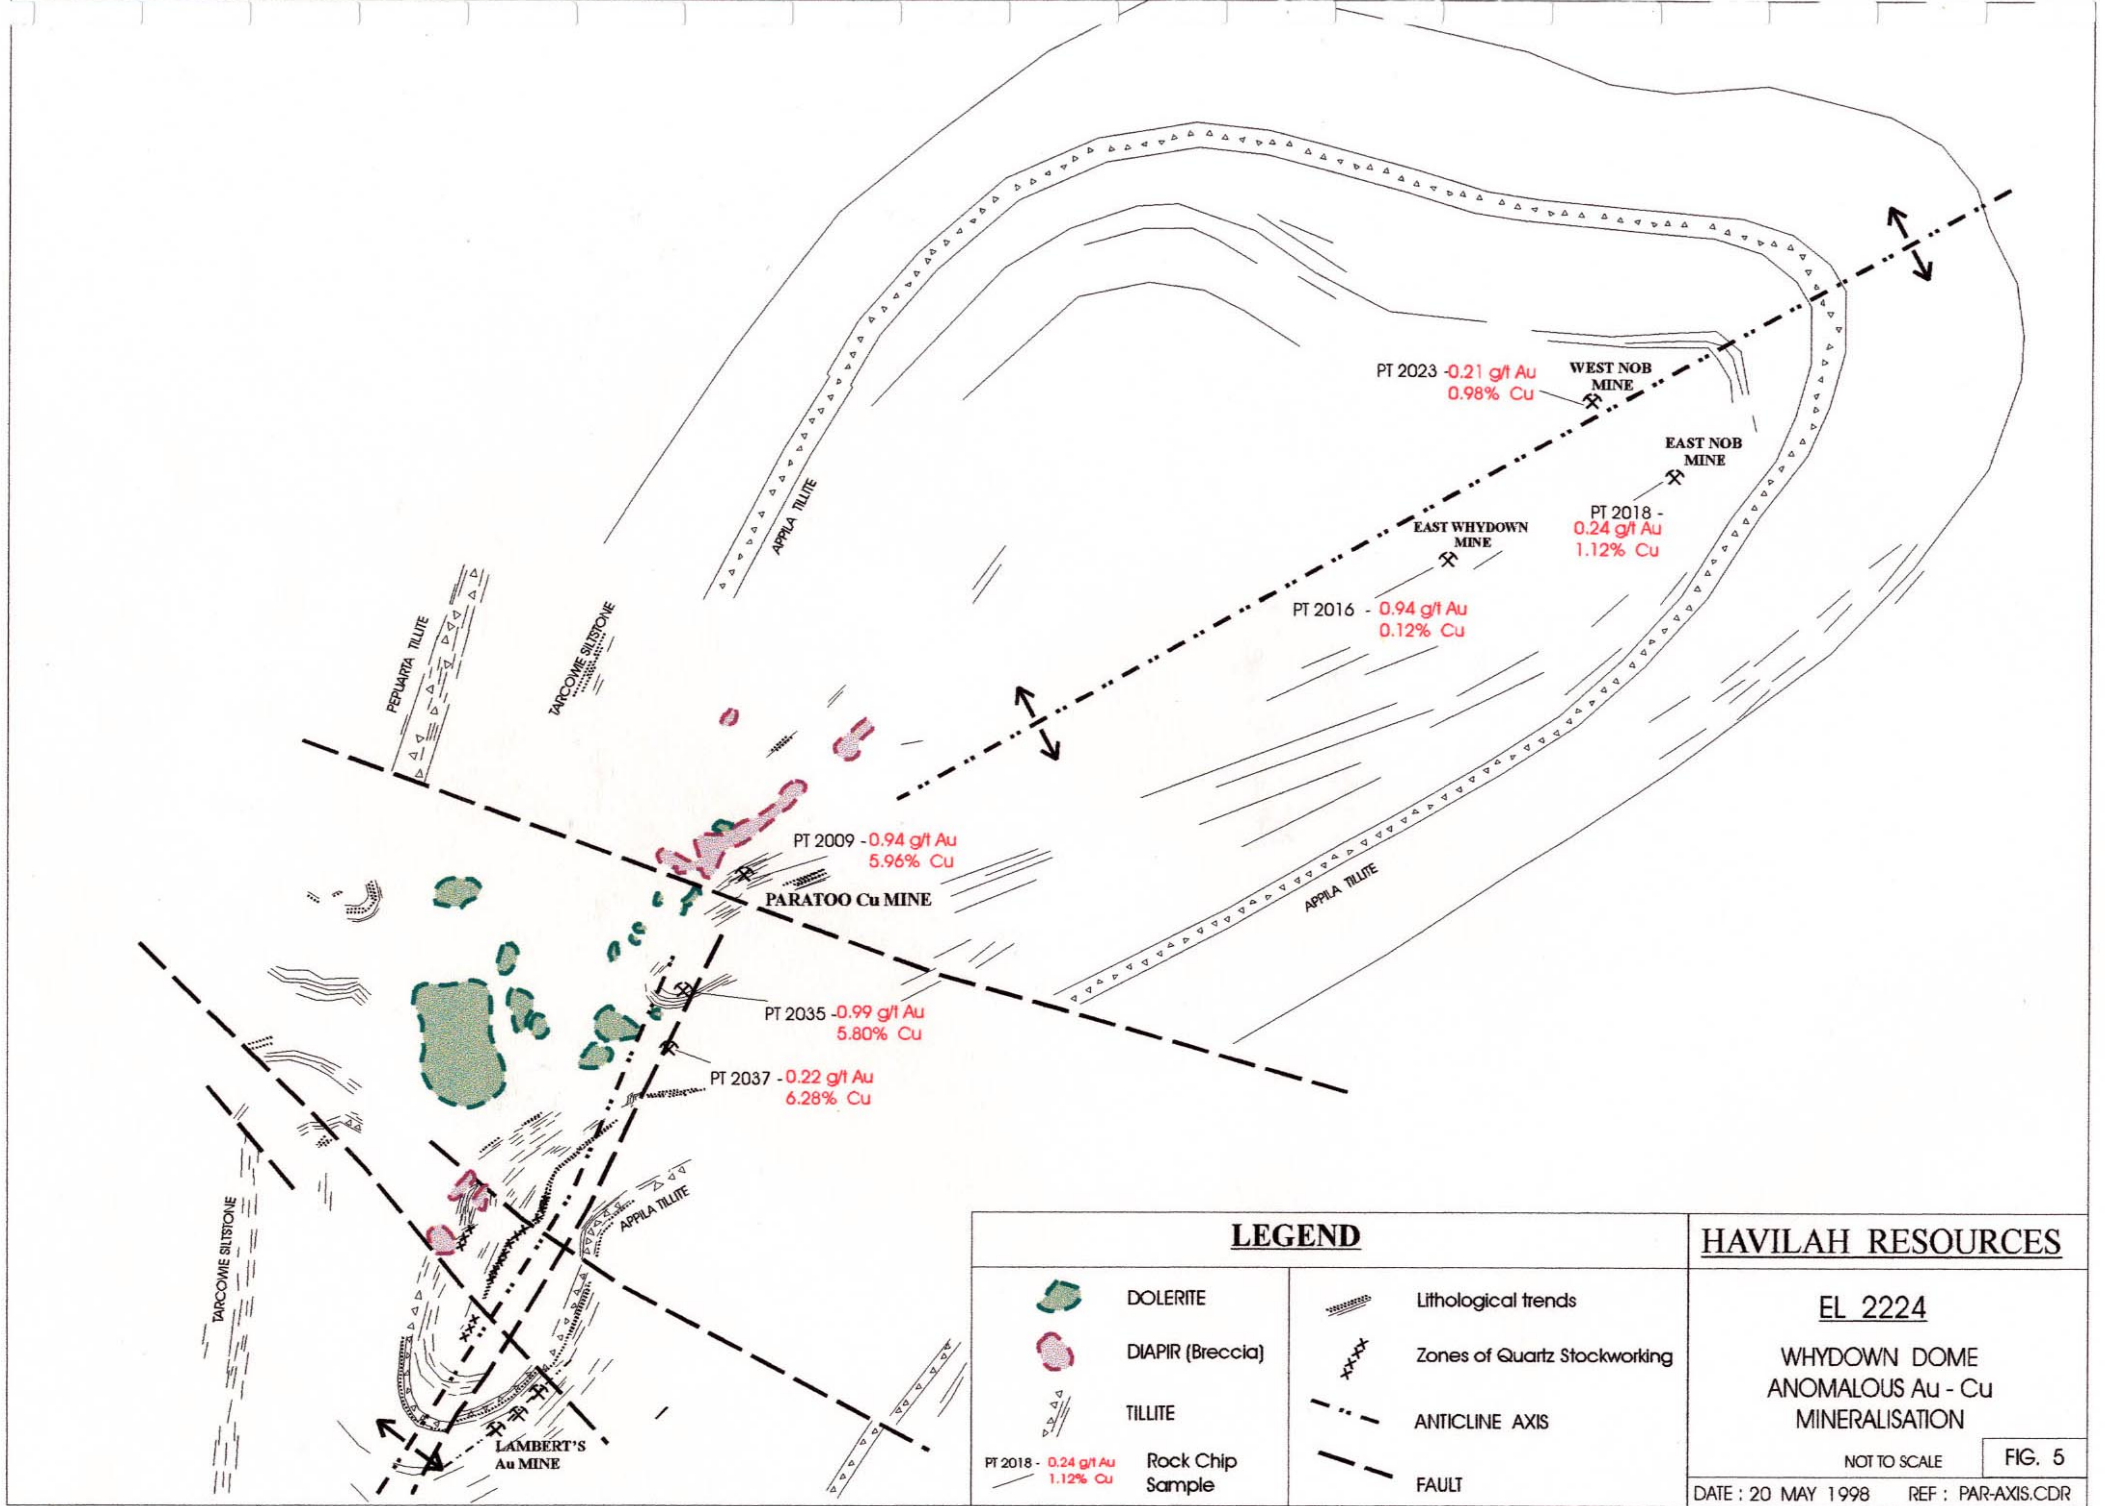 PT 2023 -0.21 g/t Au
0.98% Cu
WEST NOB
MINE
EAST NOB
MINE
PT 2018 -
0.24 g/t Au
1.12% Cu
EAST WHYDOWN
MINE
PT 2016 - 0.94 g/t Au
0.12% Cu
APPILA TILLITE
PEPUARTA TILLITE
TARCOWIE SILTSTONE
PT 2009 -0.94 g/t Au
5.96% Cu
PARATOO Cu MINE
APPILA TILLITE
PT 2035 -0.99 g/t Au
5.80% Cu
PT 2037 -0.22 g/t Au
6.28% Cu
APPILA TILLITE
TARCOWIE SILTSTONE
LAMBERT'S
Au MINE
LEGEND
DOLERITE
DIAPIR (Breccia)
TILLITE
PT 2018 - 0.24 g/t Au
1.12% Cu
Rock Chip
Sample
Lithological trends
Zones of Quartz Stockworking
ANTICLINE AXIS
FAULT
HAVILAH RESOURCES
EL 2224
WHYDOWN DOME
ANOMALOUS Au - Cu
MINERALISATION
NOT TO SCALE
FIG. 5
DATE : 20 MAY 1998 REF : PAR-AXIS.CDR